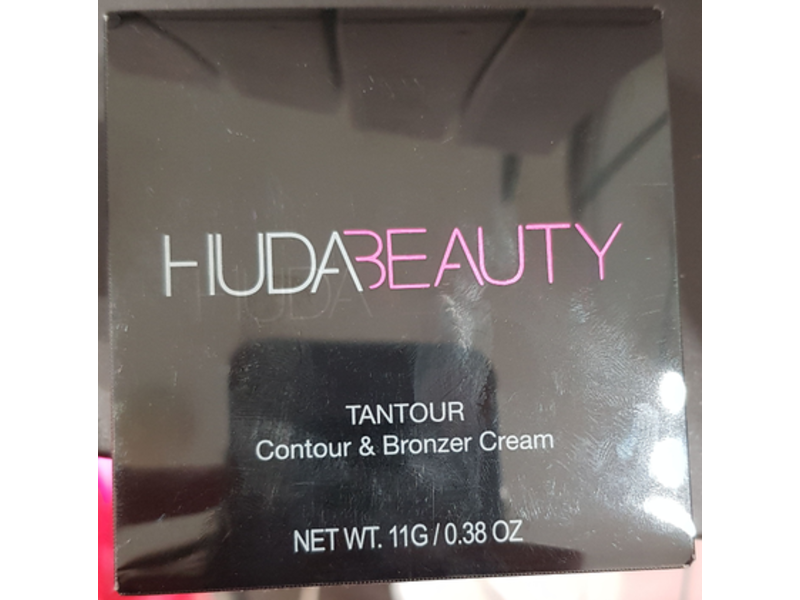 HUDABEAUTY
TANTOUR
Contour & Bronzer Cream
NET WT. 11G / 0.38 OZ